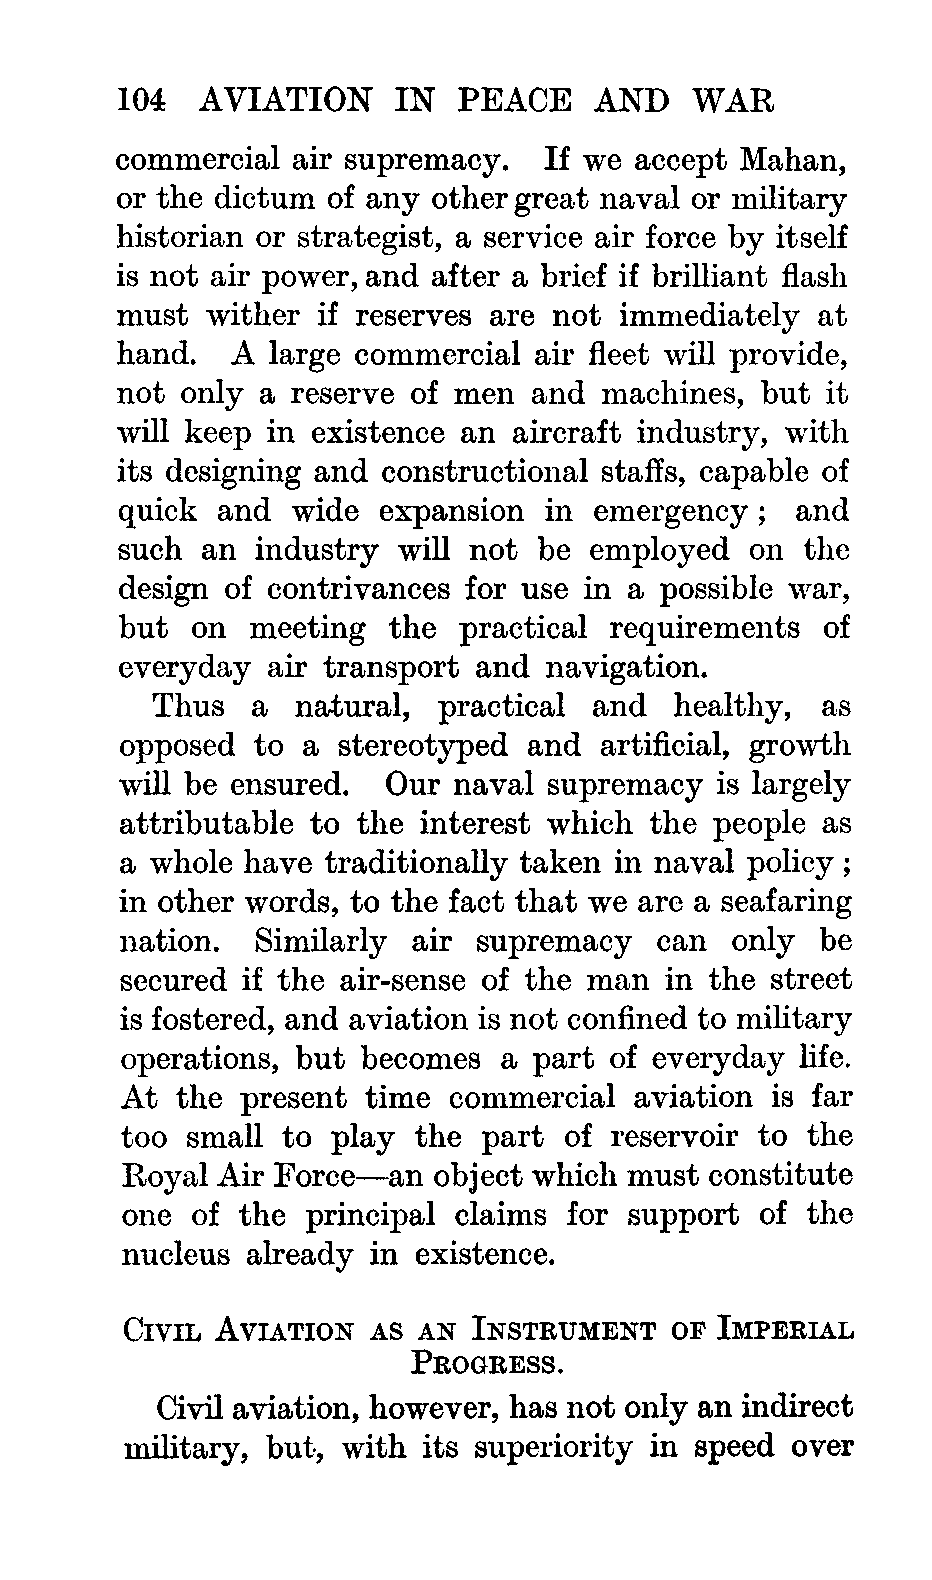 104 AVIATION IN PEACE AND WAR
commercial air supremacy. If we accept Mahan,
or the dictum of any other great naval or military
historian or strategist, a service air force by itself
is not air power, and after a brief if brilliant flash
must wither if reserves are not immediately at
hand. A large commercial air fleet will provide,
not only a reserve of men and machines, but it
will keep in existence an aircraft industry, with
its designing and constructional staffs, capable of
quick and wide expansion in emergency ; and
such an industry will not be employed on the
design of contrivances for use in a possible war,
but on meeting the practical requirements of
everyday air transport and navigation.
Thus a natural, practical and healthy, as
opposed to a stereotyped and artificial, growth
will be ensured. Our naval supremacy is largely
attributable to the interest which the people as
a whole have traditionally taken in naval policy ;
in other words, to the fact that we are a seafaring
nation. Similarly air supremacy can only be
secured if the air-sense of the man in the street
is fostered, and aviation is not confined to military
operations, but becomes a part of everyday life.
At the present time commercial aviation is far
too small to play the part of reservoir to the
Royal Air Force—an object which must constitute
one of the principal claims for support of the
nucleus already in existence.
CIVIL AVIATION AS AN INSTRUMENT OF IMPERIAL
PROGRESS.
Civil aviation, however, has not only an indirect
military, but, with its superiority in speed over